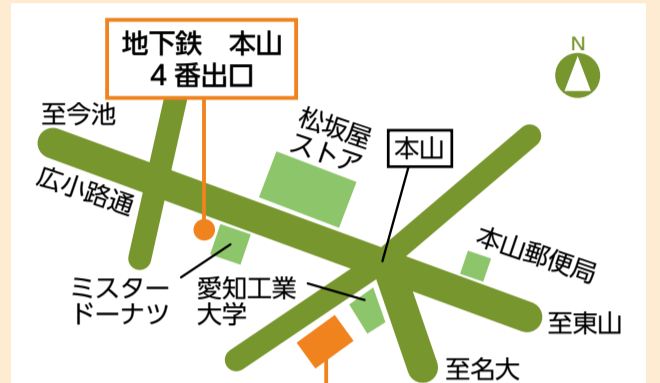 地下鉄　本山
4番出口
N
至今池
松坂屋
ストア
本山
広小路通
本山郵便局
ミスター
ドーナツ
愛知工業
大学
至東山
至名大